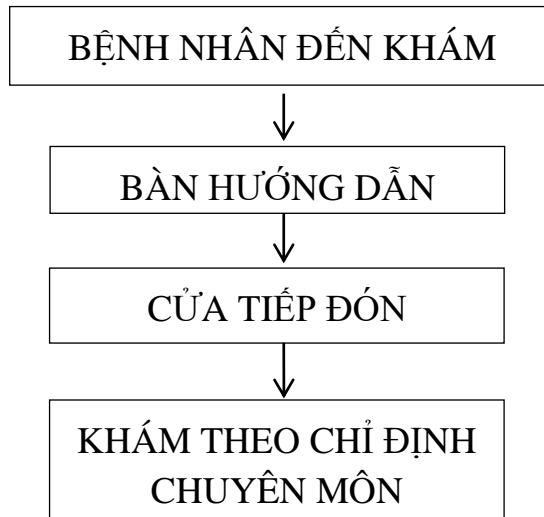 BỆNH NHÂN ĐẾN KHÁM
BÀN HƯỚNG DẪN
CỬA TIẾP ĐÓN
KHÁM THEO CHỈ ĐỊNH
CHUYÊN MÔN